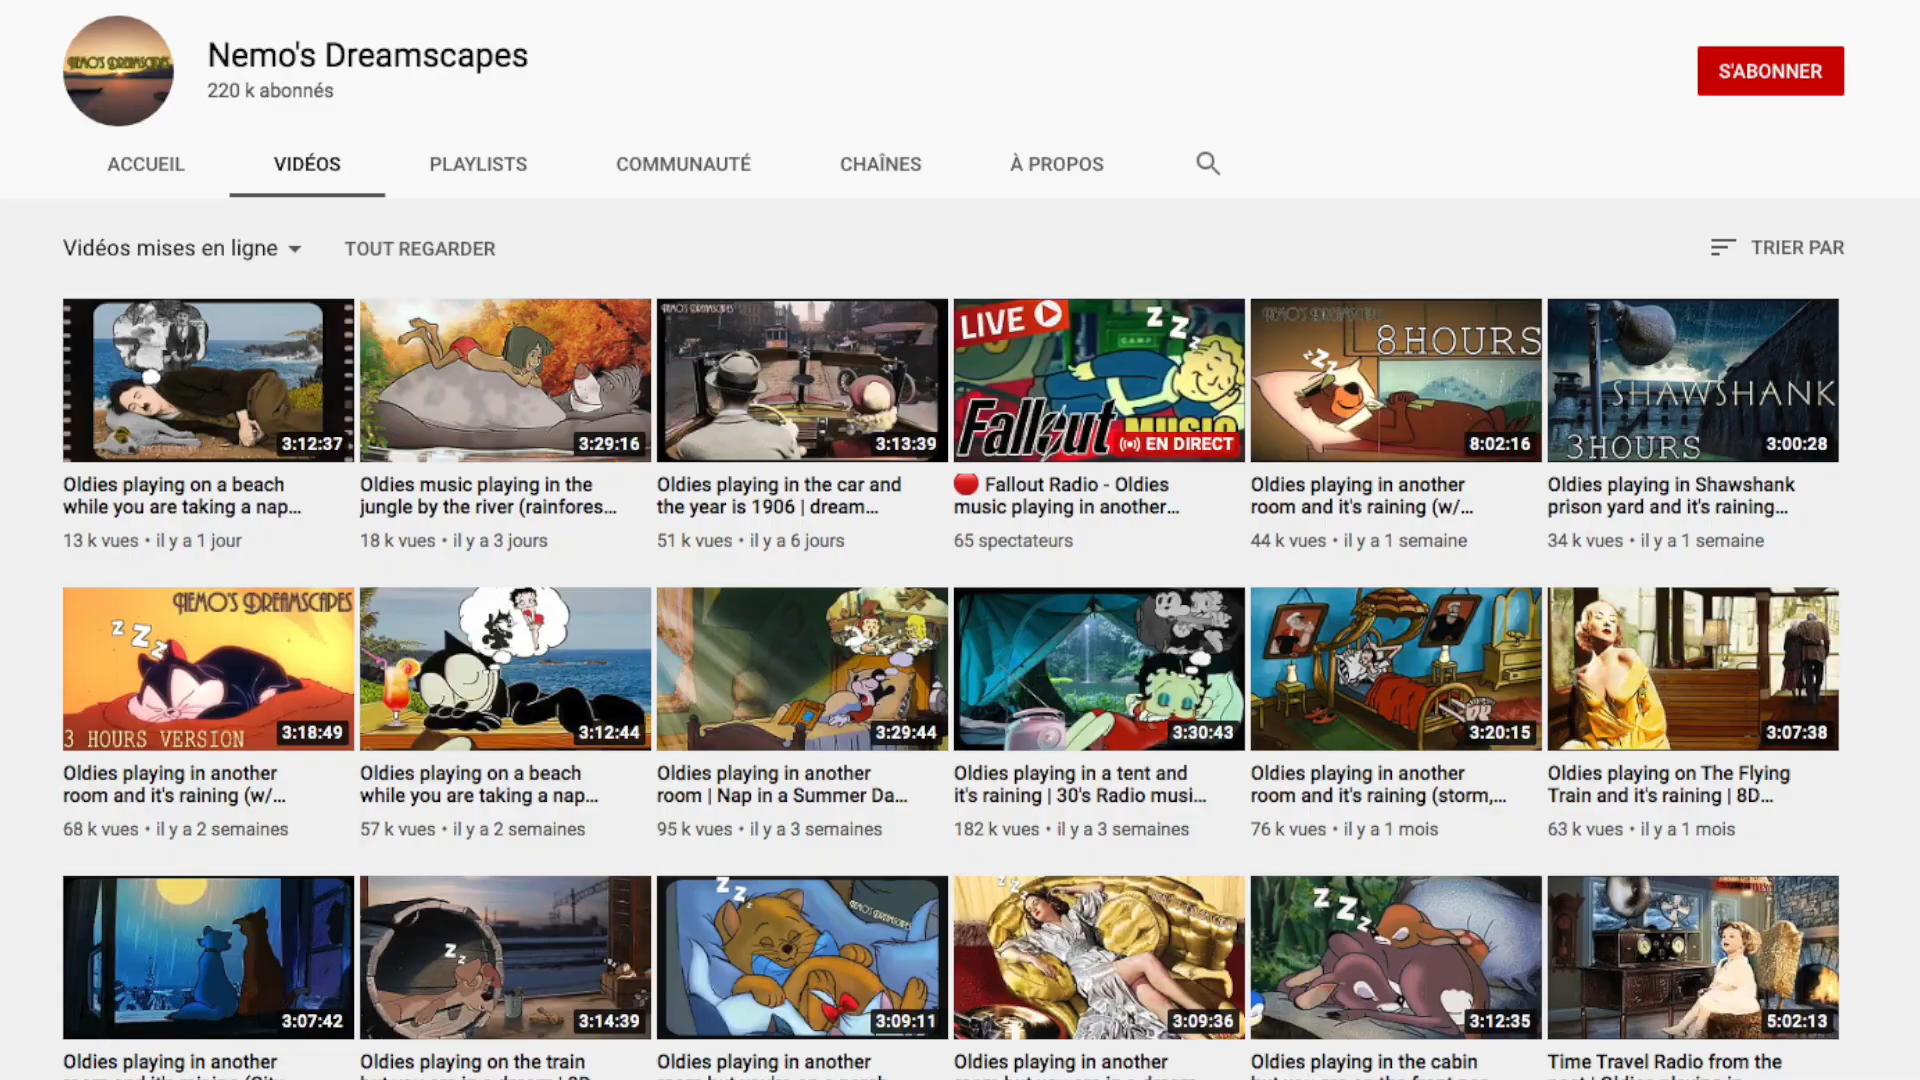 NEMO'S DREAMSCAPES
Nemo's Dreamscapes
220 k abonnés
S'ABONNER
ACCUEIL
VIDÉOS
PLAYLISTS
COMMUNAUTÉ
CHAÎNES
À PROPOS
Vidéos mises en ligne
TOUT REGARDER
TRIER PAR
3:12:37
3:29:16
NEMO'S DREAMSCAPES
3:13:39
LIVE
Z Z Z
CAMP
Fallout
MUSIC
EN DIRECT
NEMO'S DREAMSCAPES
8 HOURS
zZz
8:02:16
SHAWSHANK
3 HOURS
3:00:28
Oldies playing on a beach
while you are taking a nap...
13 k vues • il y a 1 jour
Oldies music playing in the
jungle by the river (rainfores...
18 k vues • il y a 3 jours
Oldies playing in the car and
the year is 1906 | dream...
51 k vues • il y a 6 jours
Fallout Radio - Oldies
music playing in another...
65 spectateurs
Oldies playing in another
room and it's raining (w/...
44 k vues • il y a 1 semaine
Oldies playing in Shawshank
prison yard and it's raining...
34 k vues • il y a 1 semaine
NEMO'S DREAMSCAPES
z Z z
3 HOURS VERSION
3:18:49
3:12:44
3:29:44
3:30:43
3:20:15
3:07:38
Oldies playing in another
room and it's raining (w/...
68 k vues • il y a 2 semaines
Oldies playing on a beach
while you are taking a nap...
57 k vues • il y a 2 semaines
Oldies playing in another
room | Nap in a Summer Da...
95 k vues • il y a 3 semaines
Oldies playing in a tent and
it's raining | 30's Radio musi...
182 k vues • il y a 3 semaines
Oldies playing in another
room and it's raining (storm,...
76 k vues • il y a 1 mois
Oldies playing on The Flying
Train and it's raining | 8D...
63 k vues • il y a 1 mois
3:07:42
z z
3:14:39
z z
NEMO'S DREAMSCAPES
3:09:11
z z z
3:09:36
z Z z
3:12:35
5:02:13
Oldies playing in another
Oldies playing on the train
Oldies playing in another
Oldies playing in another
Oldies playing in the cabin
Time Travel Radio from the